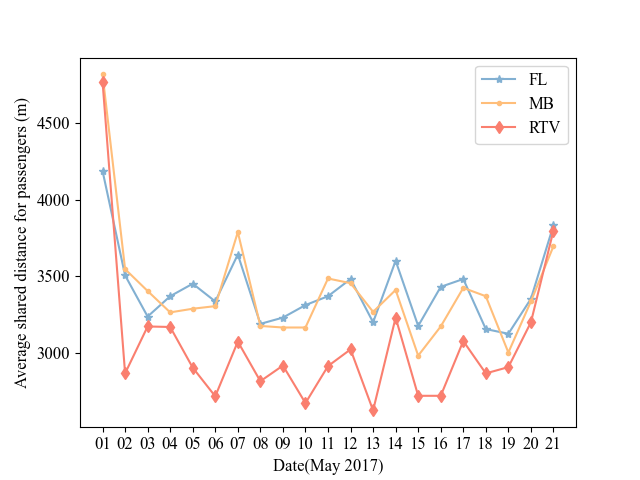 FL
MB
RTV
Average shared distance for passengers (m)
4500
4000
3500
3000
01 02 03 04 05 06 07 08 09 10 11 12 13 14 15 16 17 18 19 20 21
Date(May 2017)